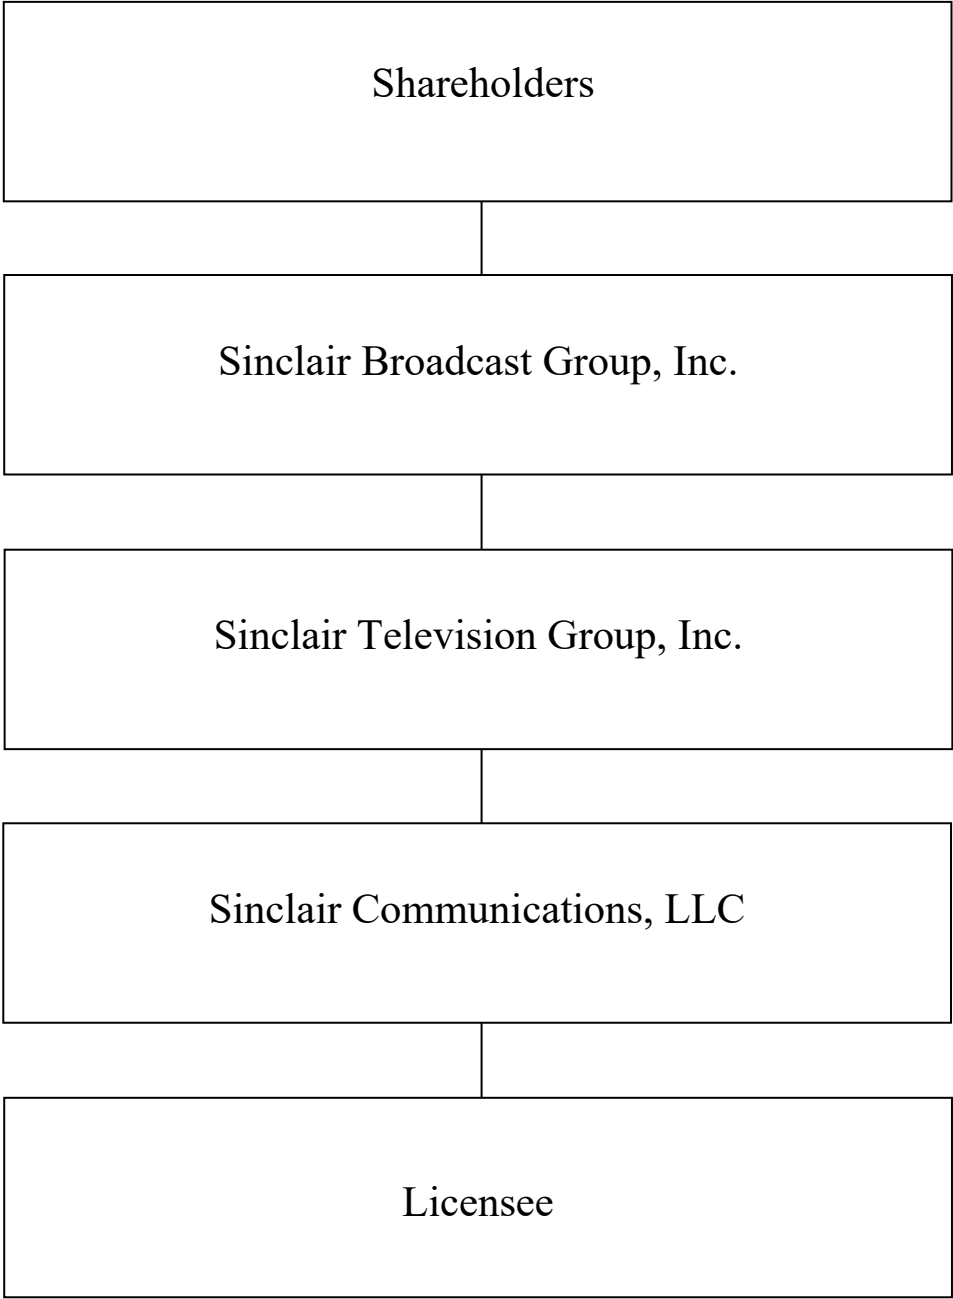 Shareholders
Sinclair Broadcast Group, Inc.
Sinclair Television Group, Inc.
Sinclair Communications, LLC
Licensee